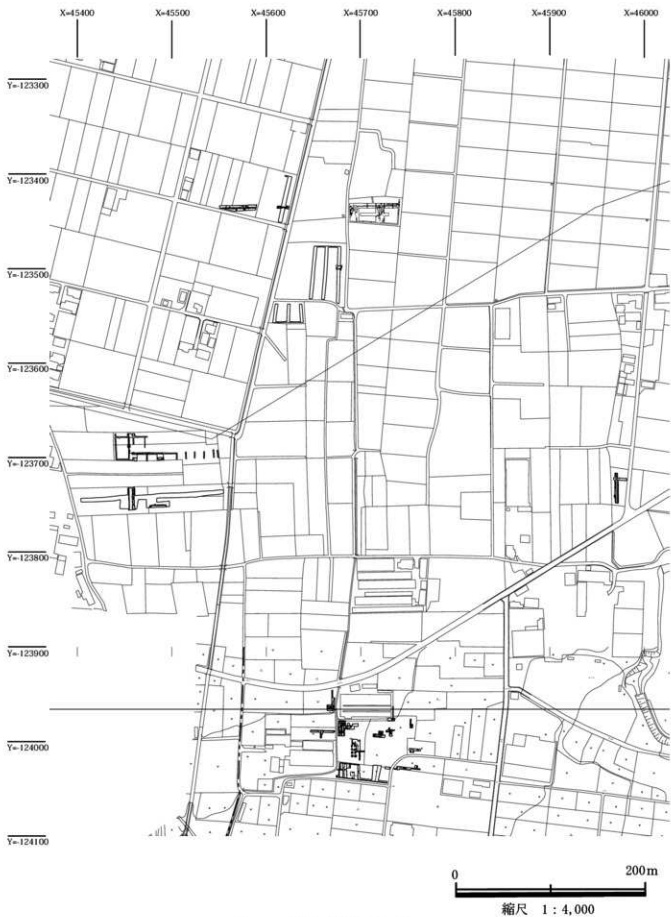 X=45400 X=45500 X=45600 X=45700 X=45800 X=45900 X=46000
Y=-123300
Y=-123400
Y=-123500
Y=-123600
Y=-123700
Y=-123800
Y=-123900
Y=-124000
Y=-124100
0 200m
縮尺 1:4,000